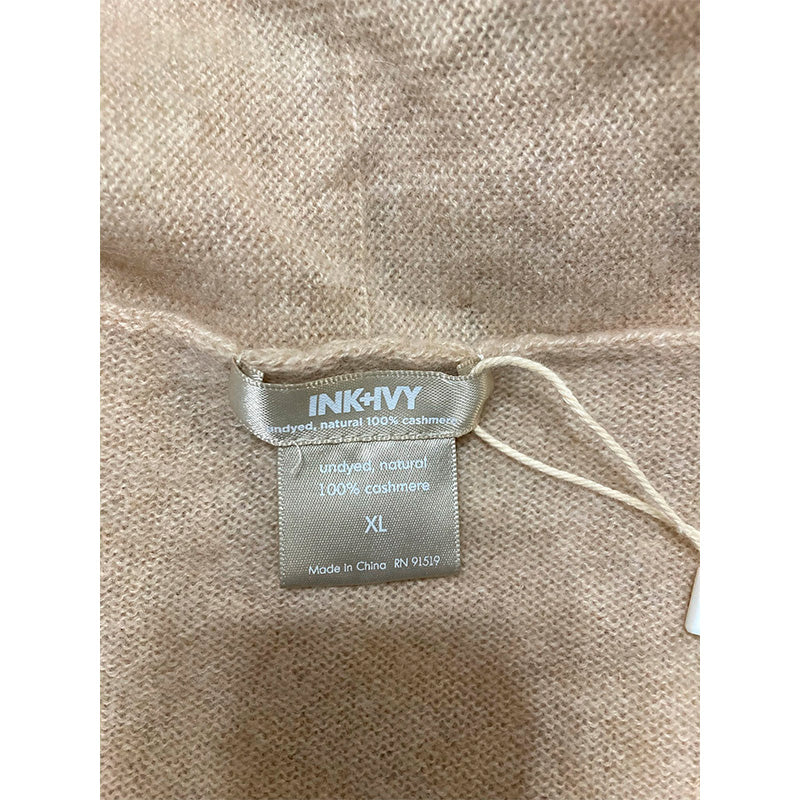 INK+IVY
undyed, natural 100% cashmere
undyed, natural
100% cashmere
XL
Made in China RN 91519